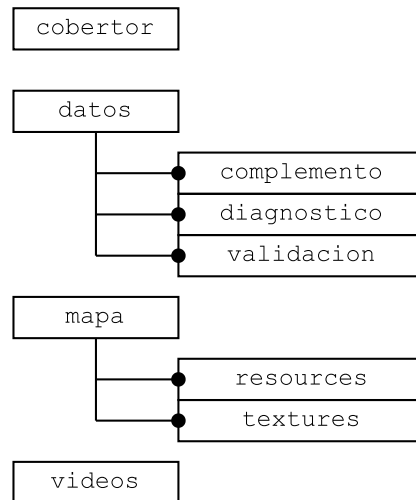 cobertor
datos
complemento
diagnostico
validacion
mapa
resources
textures
videos